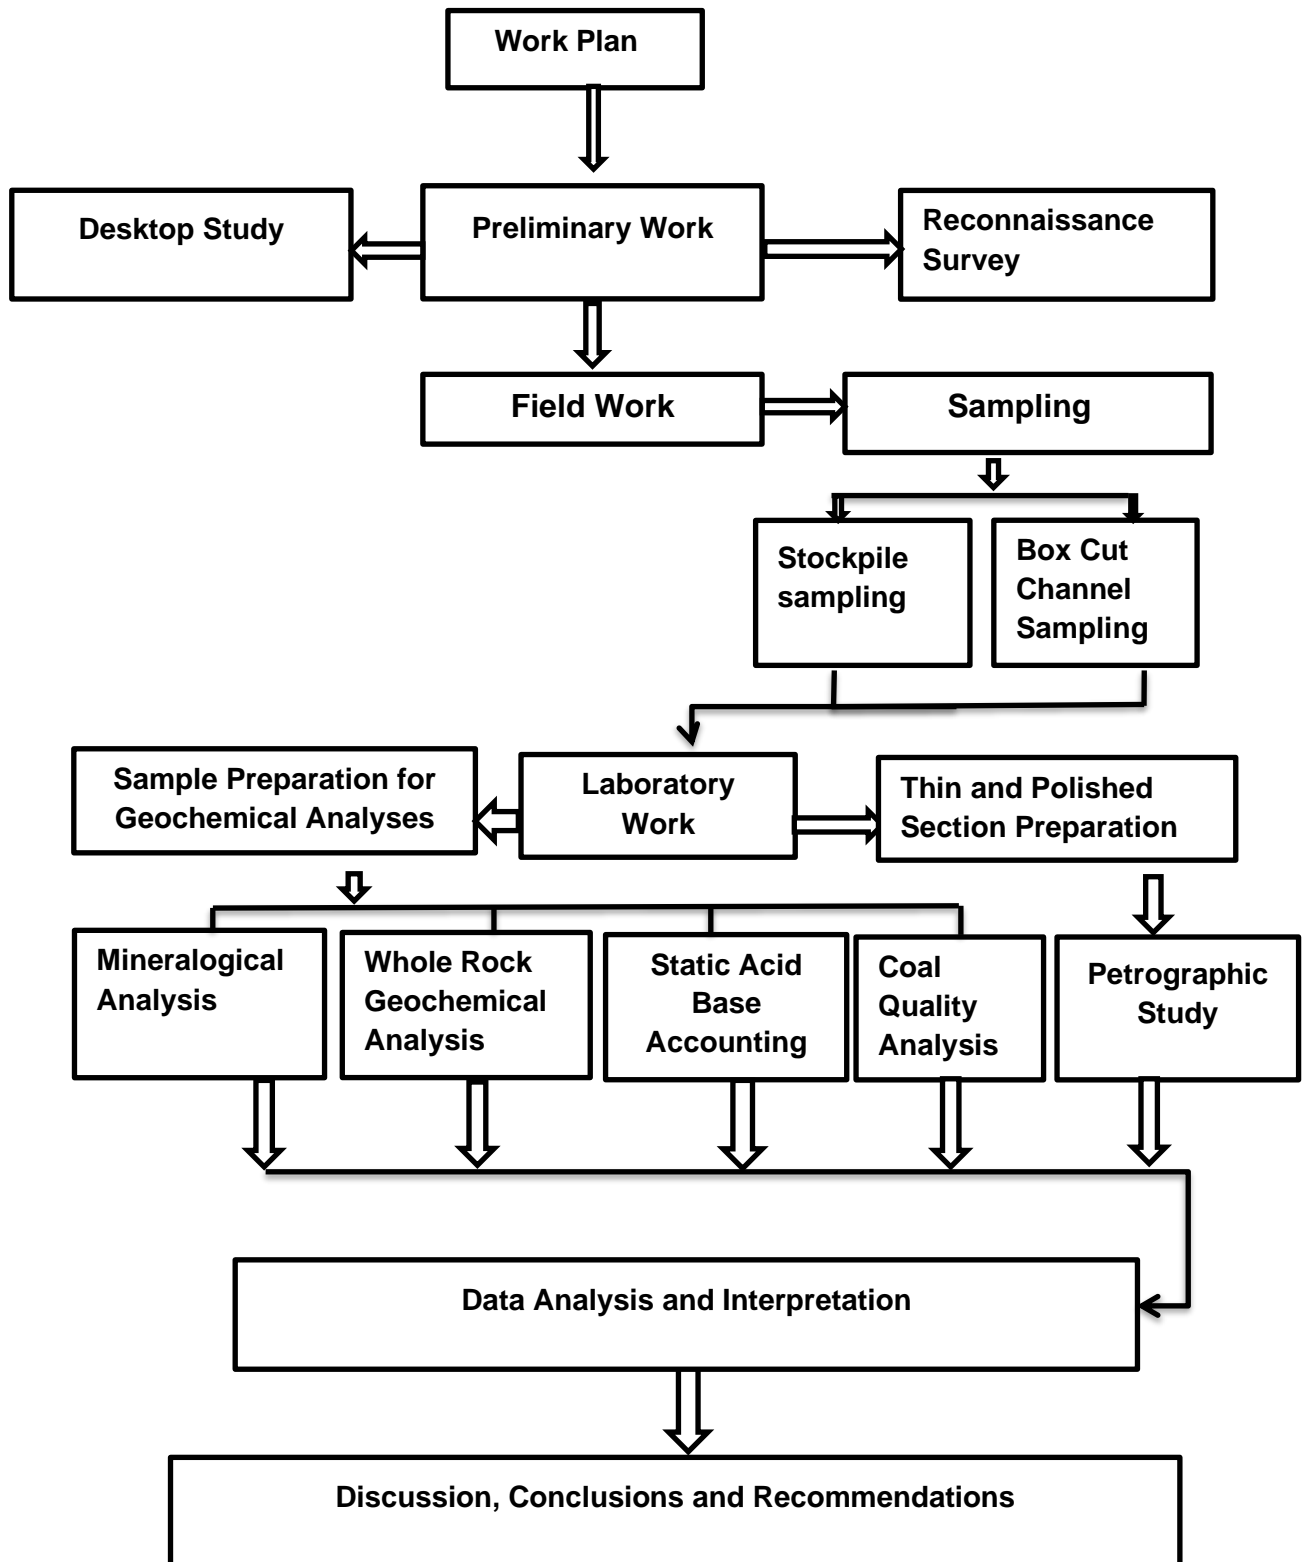 Work Plan
Desktop Study
Preliminary Work
Reconnaissance
Survey
Field Work
Sampling
Stockpile
sampling
Box Cut
Channel
Sampling
Sample Preparation for
Geochemical Analyses
Laboratory
Work
Thin and Polished
Section Preparation
Mineralogical
Analysis
Whole Rock
Geochemical
Analysis
Static Acid
Base
Accounting
Coal
Quality
Analysis
Petrographic
Study
Data Analysis and Interpretation
Discussion, Conclusions and Recommendations